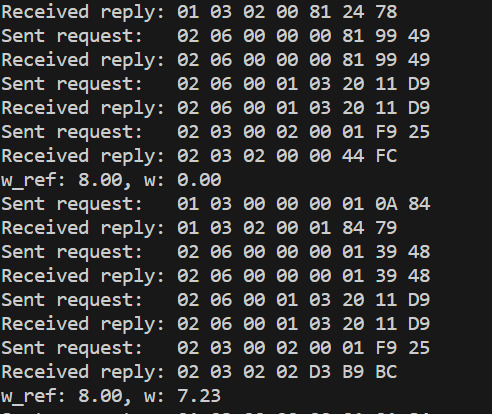 Received reply: 01 03 02 00 81 24 78
Sent request:   02 06 00 00 00 81 99 49
Received reply: 02 06 00 00 00 81 99 49
Sent request:   02 06 00 01 03 20 11 D9
Received reply: 02 06 00 01 03 20 11 D9
Sent request:   02 03 00 02 00 01 F9 25
Received reply: 02 03 02 00 00 44 FC
w_ref: 8.00, w: 0.00
Sent request:   01 03 00 00 00 01 0A 84
Received reply: 01 03 02 00 01 84 79
Sent request:   02 06 00 00 00 01 39 48
Received reply: 02 06 00 00 00 01 39 48
Sent request:   02 06 00 01 03 20 11 D9
Received reply: 02 06 00 01 03 20 11 D9
Sent request:   02 03 00 02 00 01 F9 25
Received reply: 02 03 02 02 D3 B9 BC
w_ref: 8.00, w: 7.23